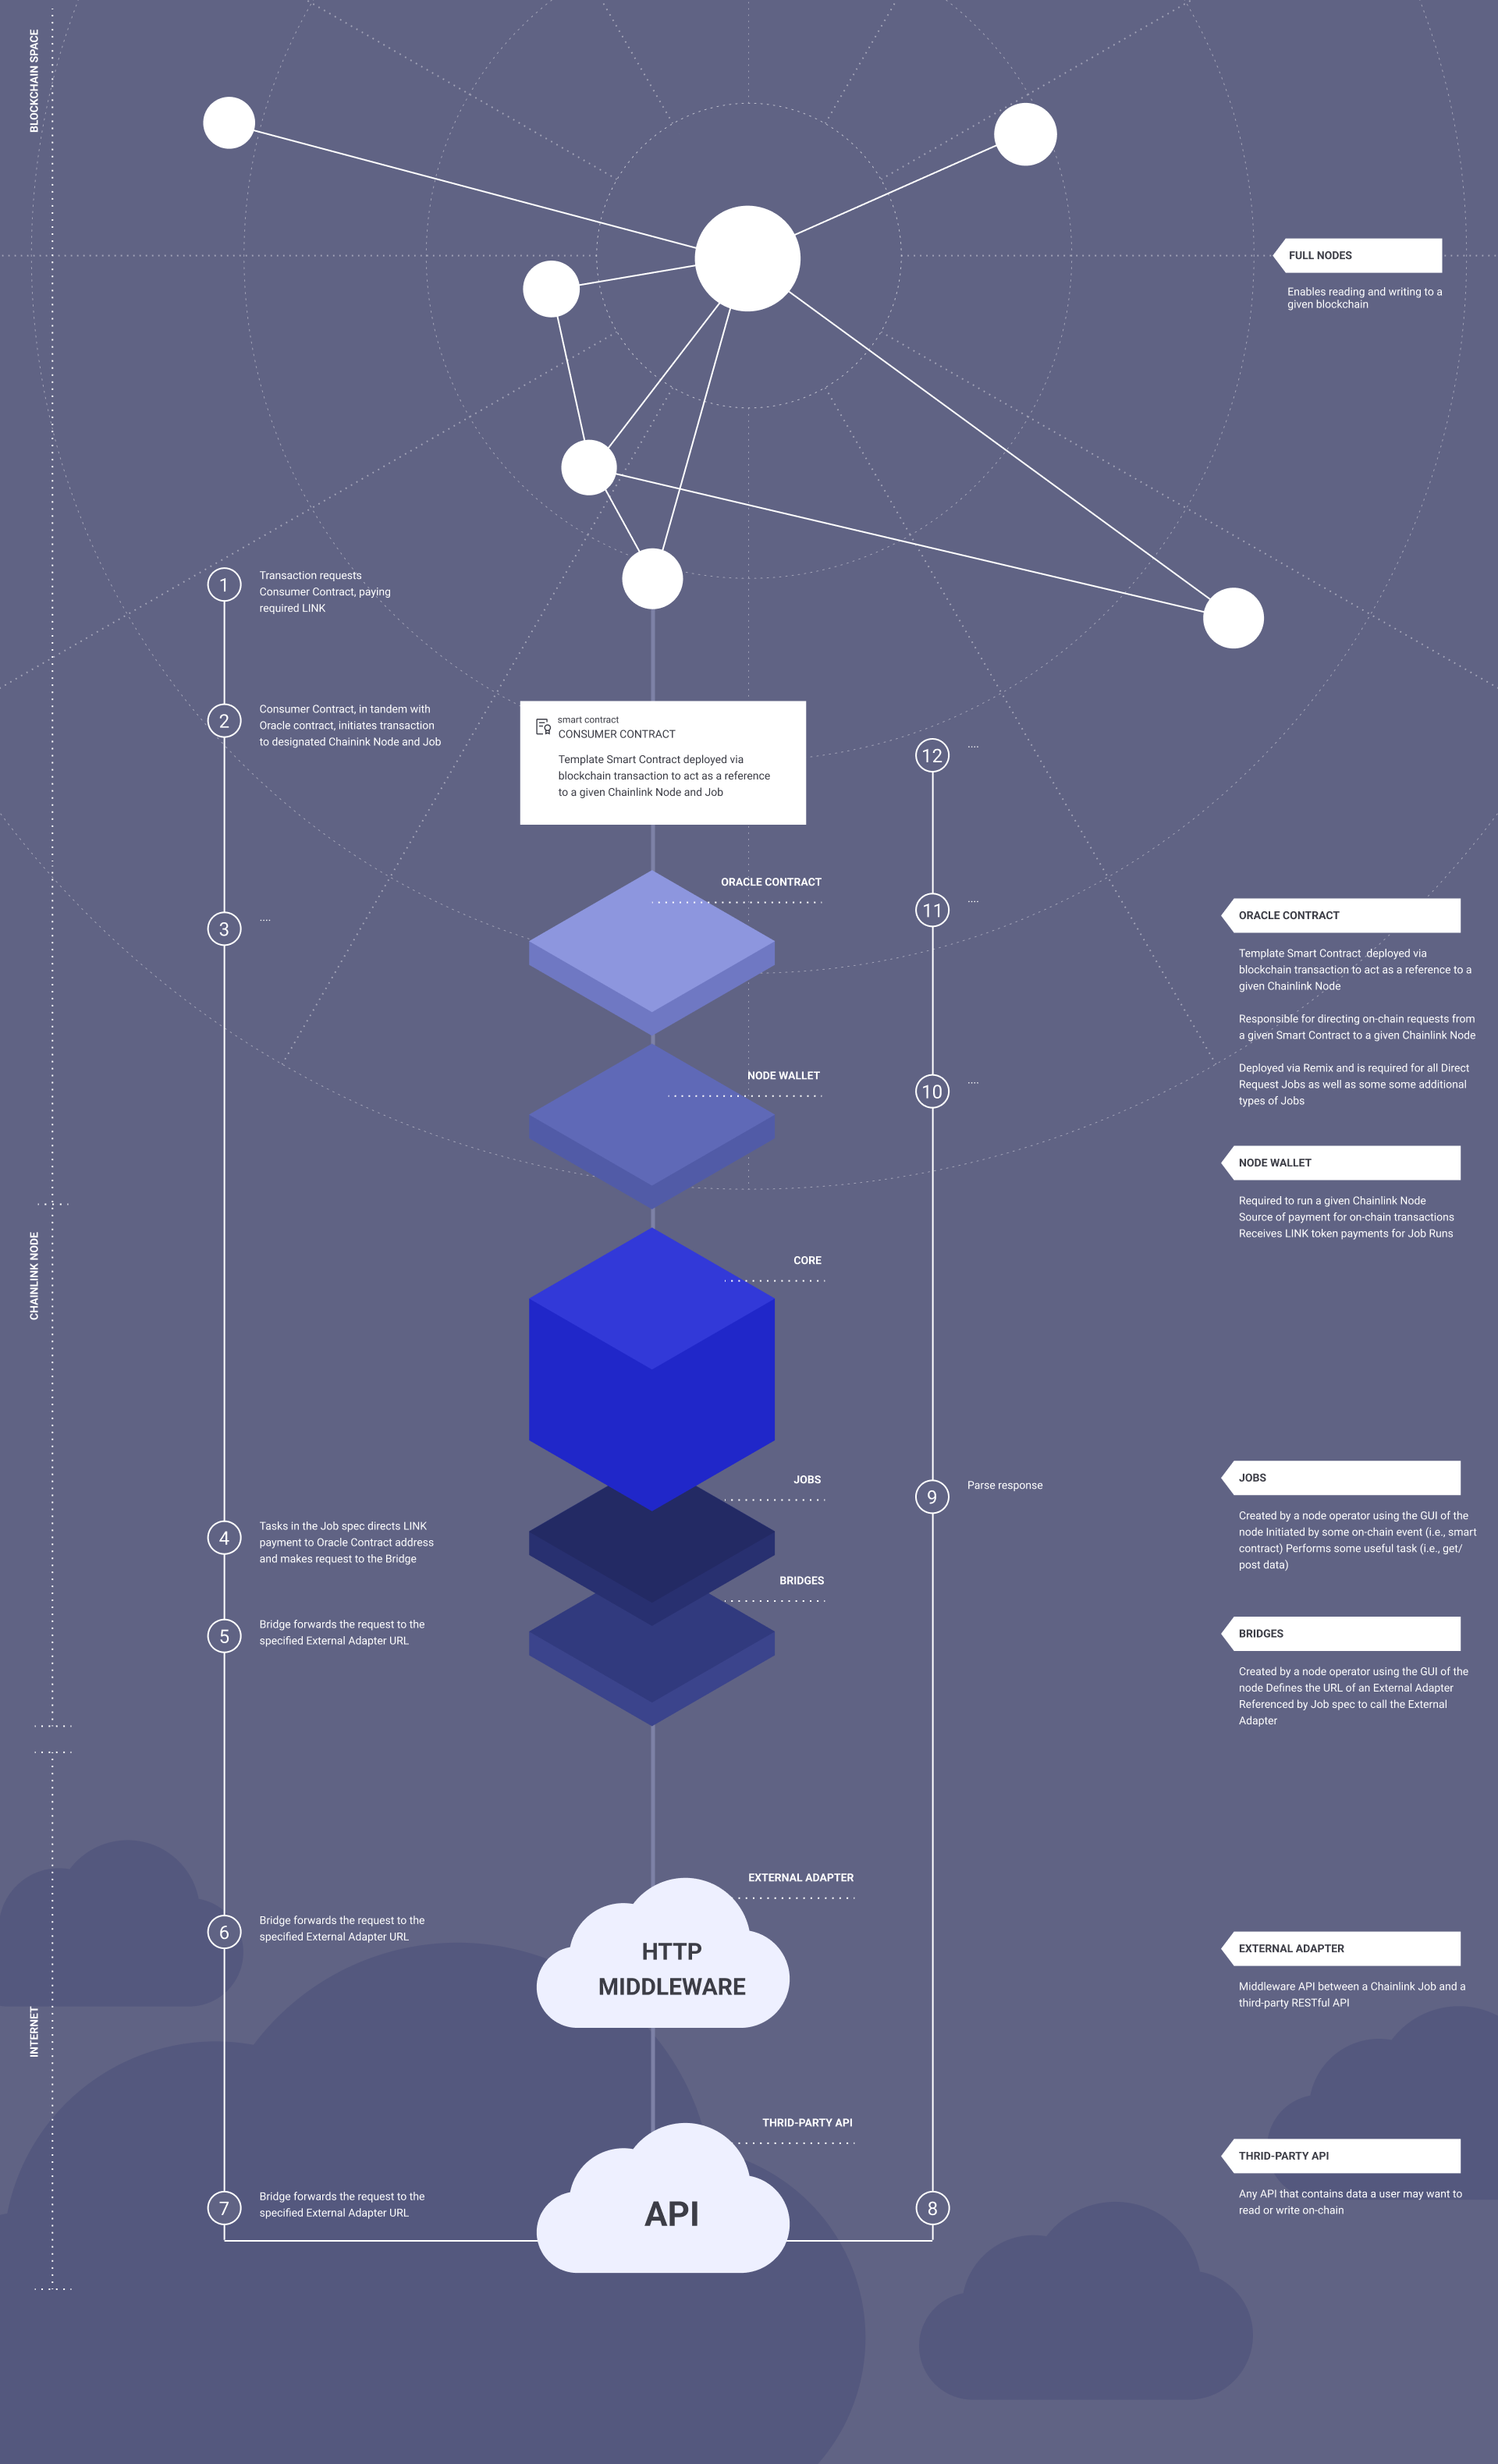 BLOCKCHAIN SPACE
FULL NODES
Enables reading and writing to a
given blockchain
1
Transaction requests
Consumer Contract, paying
required LINK
2
Consumer Contract, in tandem with
Oracle contract, initiates transaction
to designated Chainink Node and Job
smart contract
CONSUMER CONTRACT
Template Smart Contract deployed via
blockchain transaction to act as a reference
to a given Chainlink Node and Job
12
....
ORACLE CONTRACT
3
....
11
....
ORACLE CONTRACT
Template Smart Contract .deployed via
blockchain transaction to act as a reference to a
given Chainlink Node
Responsible for directing on-chain requests from
a given Smart Contract to a given Chainlink Node
Deployed via Remix and is required for all Direct
Request Jobs as well as some some additional
types of Jobs
NODE WALLET
10
....
NODE WALLET
Required to run a given Chainlink Node
Source of payment for on-chain transactions
Receives LINK token payments for Job Runs
CHAINLINK NODE
CORE
JOBS
9
Parse response
JOBS
Created by a node operator using the GUI of the
node Initiated by some on-chain event (i.e., smart
contract) Performs some useful task (i.e., get/
post data)
4
Tasks in the Job spec directs LINK
payment to Oracle Contract address
and makes request to the Bridge
BRIDGES
5
Bridge forwards the request to the
specified External Adapter URL
BRIDGES
Created by a node operator using the GUI of the
node Defines the URL of an External Adapter
Referenced by Job spec to call the External
Adapter
EXTERNAL ADAPTER
6
Bridge forwards the request to the
specified External Adapter URL
HTTP
MIDDLEWARE
EXTERNAL ADAPTER
Middleware API between a Chainlink Job and a
third-party RESTful API
INTERNET
THRID-PARTY API
7
Bridge forwards the request to the
specified External Adapter URL
API
8
THRID-PARTY API
Any API that contains data a user may want to
read or write on-chain